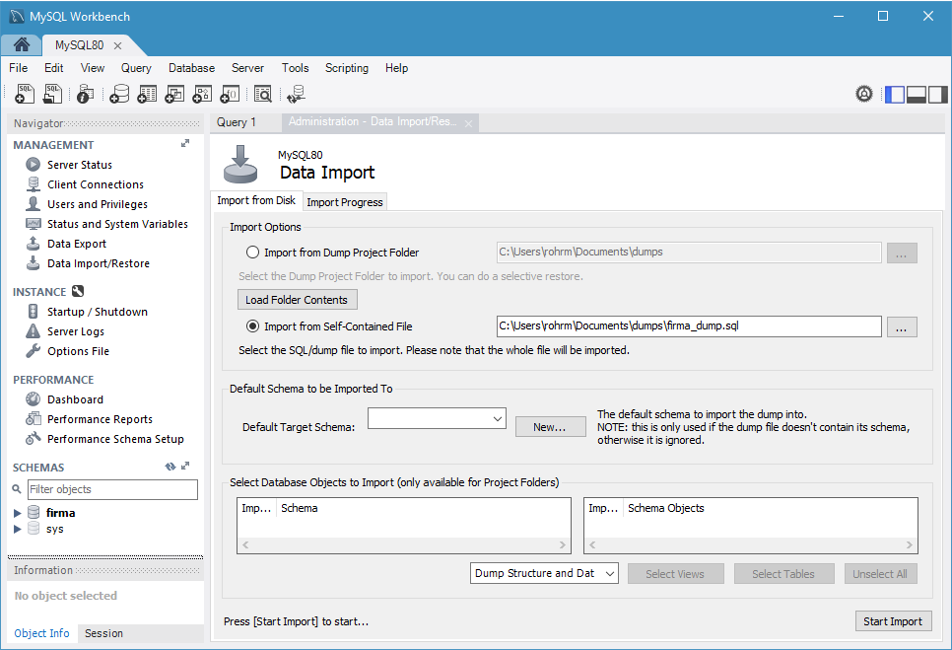 MySQL Workbench
MySQL80
File Edit View Query Database Server Tools Scripting Help
Navigator
MANAGEMENT
Server Status
Client Connections
Users and Privileges
Status and System Variables
Data Export
Data Import/Restore
INSTANCE
Startup / Shutdown
Server Logs
Options File
PERFORMANCE
Dashboard
Performance Reports
Performance Schema Setup
SCHEMAS
Filter objects
firma
sys
Information
No object selected
Object Info Session
Query 1 Administration - Data Import/Res...
MySQL80
Data Import
Import from Disk Import Progress
Import Options
Import from Dump Project Folder C:\Users\rohrm\Documents\dumps ...
Select the Dump Project Folder to import. You can do a selective restore.
Load Folder Contents
Import from Self-Contained File C:\Users\rohrm\Documents\dumps\firma_dump.sql ...
Select the SQL/dump file to import. Please note that the whole file will be imported.
Default Schema to be Imported To
Default Target Schema: New...
The default schema to import the dump into.
NOTE: this is only used if the dump file doesn't contain its schema,
otherwise it is ignored.
Select Database Objects to Import (only available for Project Folders)
Imp... Schema
Imp... Schema Objects
Dump Structure and Dat Select Views Select Tables Unselect All
Press [Start Import] to start... Start Import